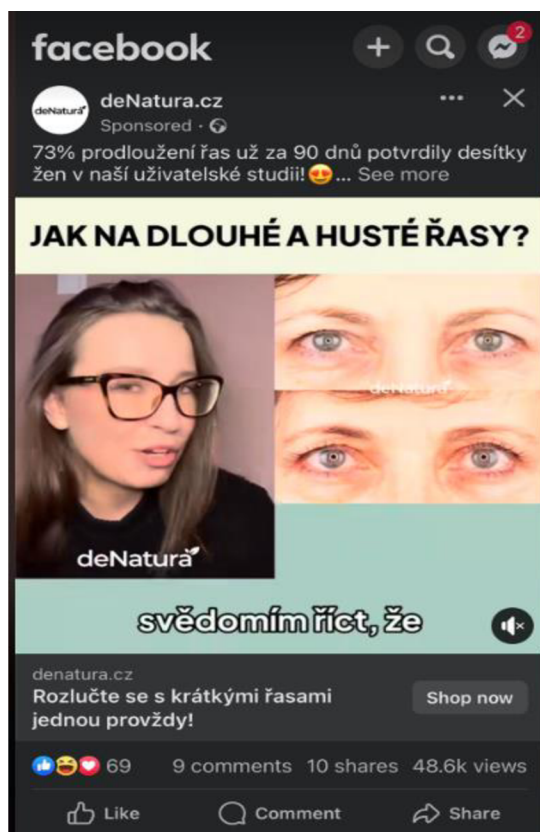 facebook
2
deNatura
deNatura.cz
Sponsored ·
73% prodloužení řas už za 90 dnů potvrdily desítky
žen v naší uživatelské studii!😍... See more
JAK NA DLOUHÉ A HUSTÉ ŘASY?
deNatura
deNatura
svědomím říct, že
denatura.cz
Rozlučte se s krátkými řasami
jednou provždy!
Shop now
69 9 comments 10 shares 48.6k views
Like Comment Share